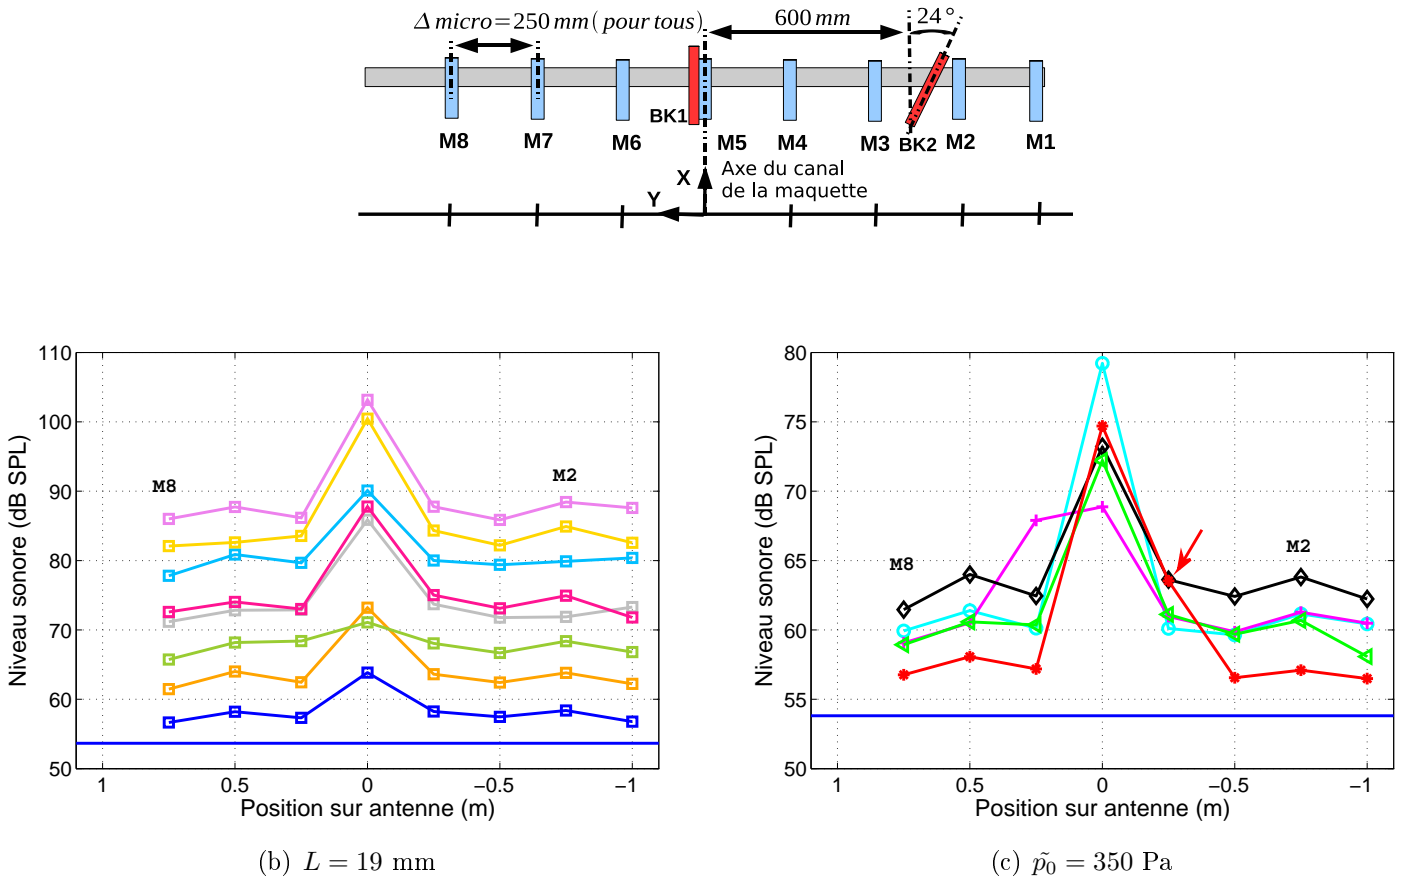 Δ micro=250 mm( pour tous)
600 mm
24°
BK1
M8
M7
M6
M5
M4
M3
BK2
M2
M1
Axe du canal
de la maquette
X
Y
110
100
90
80
70
60
50
Niveau sonore (dB SPL)
M8
M2
1
0.5
0
−0.5
−1
Position sur antenne (m)
(b) L = 19 mm
80
75
70
65
60
55
50
Niveau sonore (dB SPL)
M8
M2
1
0.5
0
−0.5
−1
Position sur antenne (m)
(c) p̃₀ = 350 Pa